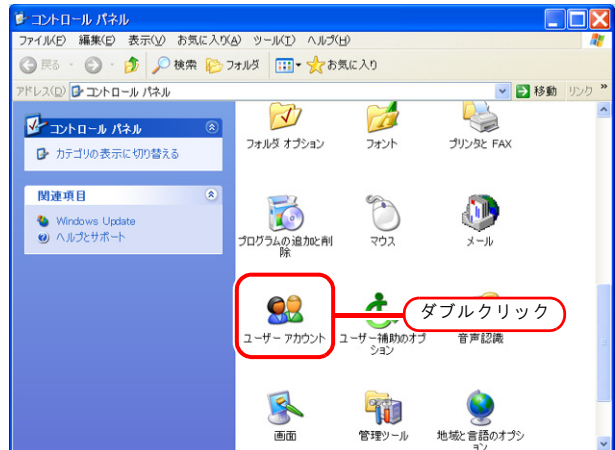 コントロール パネル
ファイル(F) 編集(E) 表示(V) お気に入り(A) ツール(T) ヘルプ(H)
戻る 検索 フォルダ お気に入り
アドレス(D) コントロール パネル 移動 リンク »
コントロール パネル
カテゴリの表示に切り替える
関連項目
Windows Update
ヘルプとサポート
フォルダ オプション フォント プリンタと FAX
プログラムの追加と削
除
マウス メール
ダブルクリック
ユーザー アカウント ユーザー補助のオプ
ション
音声認識
画面 管理ツール 地域と言語のオプシ
ョン